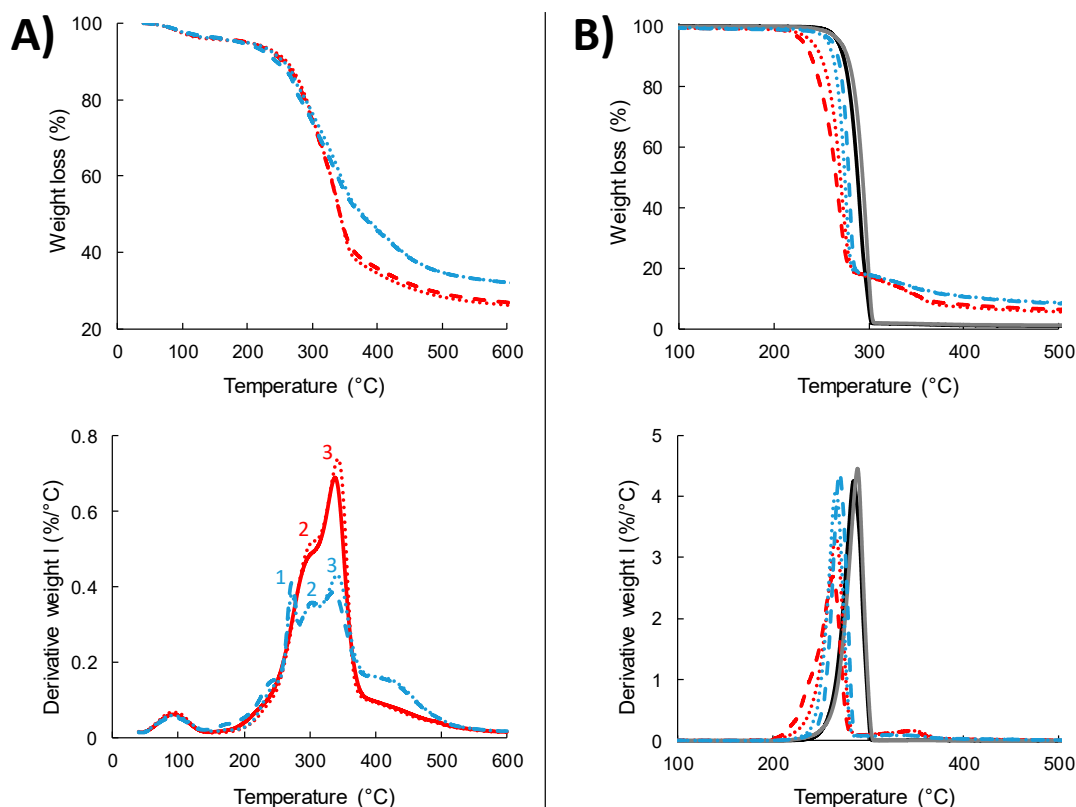 A)
100
80
60
40
20
Weight loss (%)
0 100 200 300 400 500 600
Temperature (°C)
B)
100
80
60
40
20
0
Weight loss (%)
100 200 300 400 500
Temperature (°C)
0.8
0.6
0.4
0.2
0
Derivative weight I (%/°C)
3
2
1
3
2
0 100 200 300 400 500 600
Temperature (°C)
5
4
3
2
1
0
Derivative weight I (%/°C)
100 200 300 400 500
Temperature (°C)